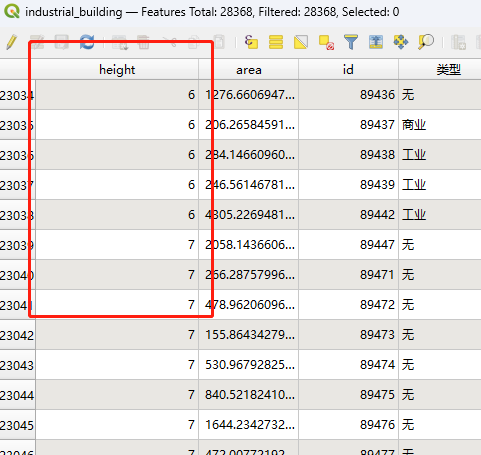 industrial_building — Features Total: 28368, Filtered: 28368, Selected: 0
height area id 类型
23034 6 1276.6606947... 89436 无
23035 6 206.26584591... 89437 商业
23036 6 284.14660960... 89438 工业
23037 6 246.56146781... 89439 工业
23038 6 4305.2269481... 89442 工业
23039 7 2058.1436606... 89447 无
23040 7 266.28757996... 89471 无
23041 7 478.96206096... 89472 无
23042 7 155.86434279... 89473 无
23043 7 530.96792825... 89474 无
23044 7 840.52182410... 89475 无
23045 7 1644.2342732... 89476 无
23046 7 472.00772192... 89477 无